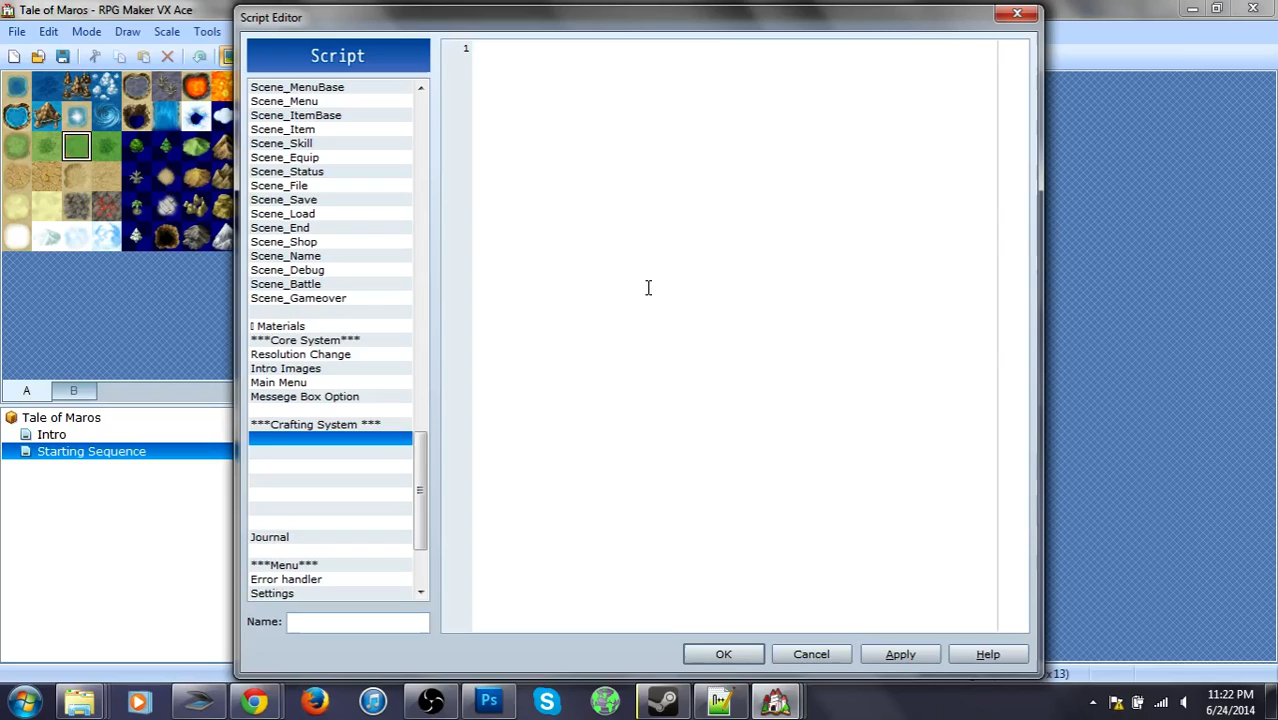 Tale of Maros - RPG Maker VX Ace
File Edit Mode Draw Scale Tools
Script Editor
Script
1
Scene_MenuBase
Scene_Menu
Scene_ItemBase
Scene_Item
Scene_Skill
Scene_Equip
Scene_Status
Scene_File
Scene_Save
Scene_Load
Scene_End
Scene_Shop
Scene_Name
Scene_Debug
Scene_Battle
Scene_Gameover
Materials
***Core System***
Resolution Change
Intro Images
Main Menu
Messege Box Option
***Crafting System ***
Journal
***Menu***
Error handler
Settings
Name:
OK Cancel Apply Help
A B
Tale of Maros
Intro
Starting Sequence
x 13)
Ps
11:22 PM
6/24/2014